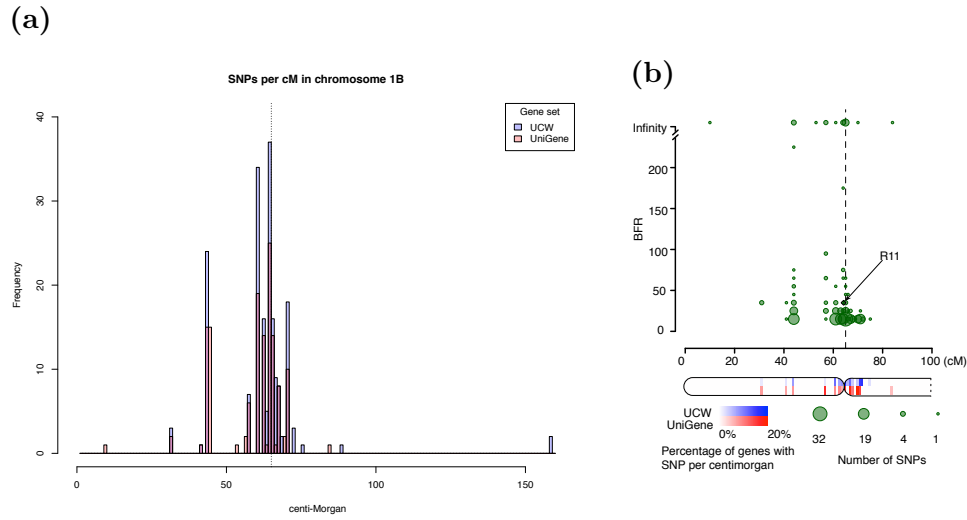 (a)
SNPs per cM in chromosome 1B
Gene set
UCW
UniGene
40
30
20
10
0
Frequency
0 50 100 150
centi-Morgan
(b)
Infinity
200
150
100
50
0
BFR
R11
0 20 40 60 80 100 (cM)
UCW
UniGene
0% 20%
Percentage of genes with
SNP per centimorgan
32 19 4 1
Number of SNPs